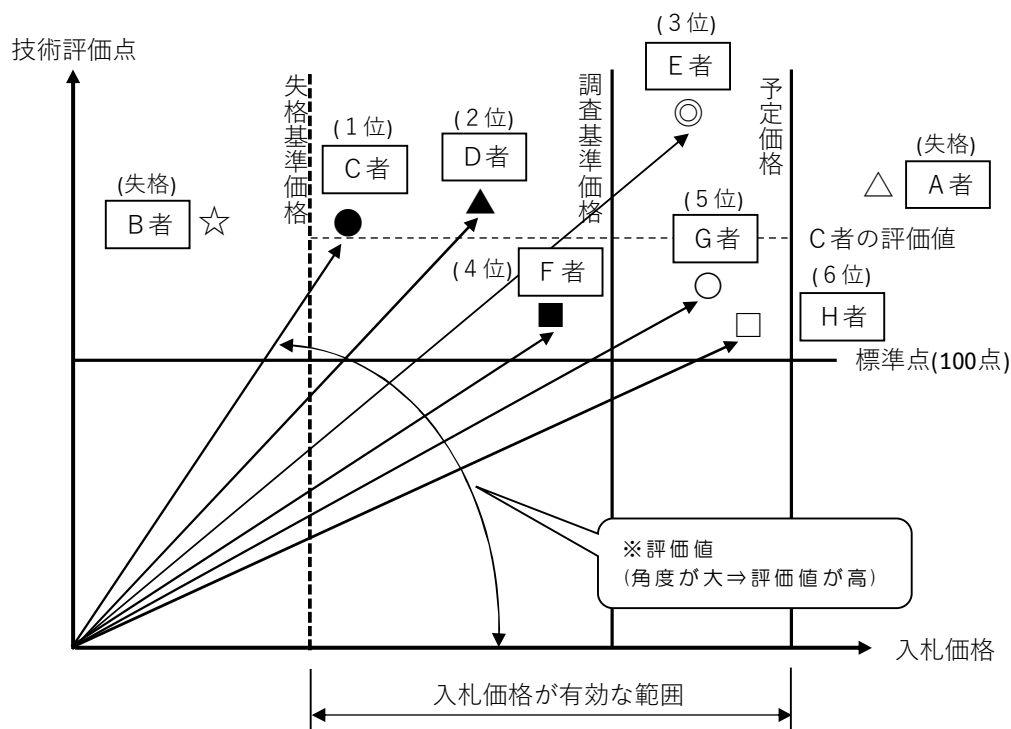 技術評価点
(３位)
Ｅ者
失格基準価格
(１位)
Ｃ者
(２位)
Ｄ者
調査基準価格
予定価格
(失格)
Ａ者
(失格)
Ｂ者
(５位)
Ｇ者
Ｃ者の評価値
(４位)
Ｆ者
(６位)
Ｈ者
標準点(100点)
※評価値
(角度が大⇒評価値が高)
入札価格
入札価格が有効な範囲